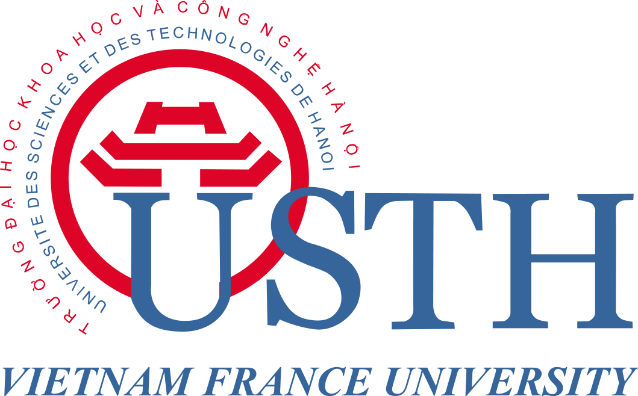 TRƯỜNG ĐẠI HỌC KHOA HỌC VÀ CÔNG NGHỆ HÀ NỘI
UNIVERSITE DES SCIENCES ET DES TECHNOLOGIES DE HANOI
USTH
VIETNAM FRANCE UNIVERSITY